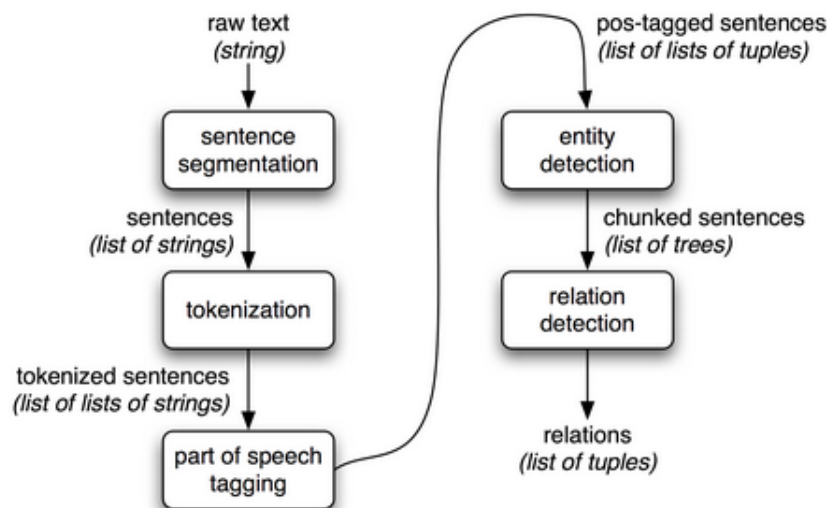 raw text
(string)
sentence
segmentation
sentences
(list of strings)
tokenization
tokenized sentences
(list of lists of strings)
part of speech
tagging
pos-tagged sentences
(list of lists of tuples)
entity
detection
chunked sentences
(list of trees)
relation
detection
relations
(list of tuples)